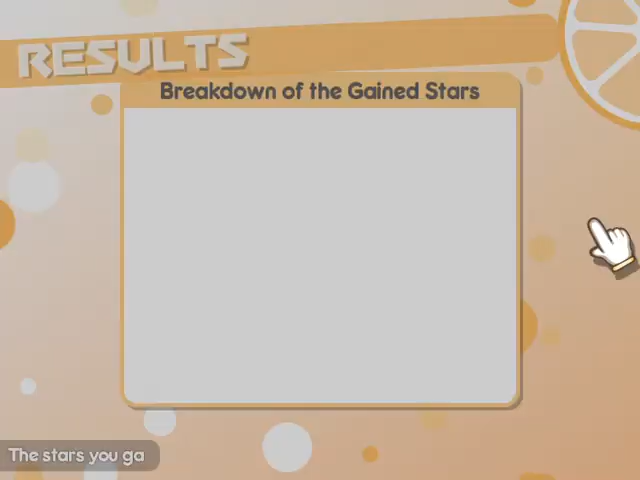 RESULTS
Breakdown of the Gained Stars
The stars you ga